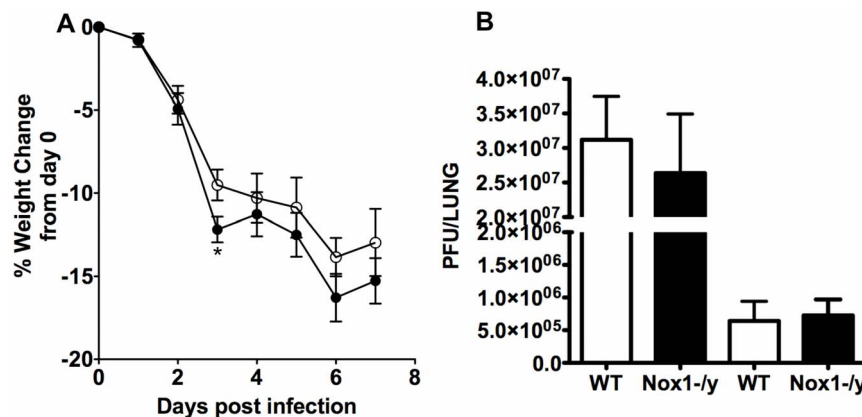 A
% Weight Change
from day 0
0
-5
-10
-15
-20
*
0
2
4
6
8
Days post infection
B
PFU/LUNG
4.0×10⁰⁷
3.5×10⁰⁷
3.0×10⁰⁷
2.5×10⁰⁷
2.0×10⁰⁷
2.0×10⁰⁶
1.5×10⁰⁶
1.0×10⁰⁶
5.0×10⁰⁵
0.0
WT
Nox1-/y
WT
Nox1-/y